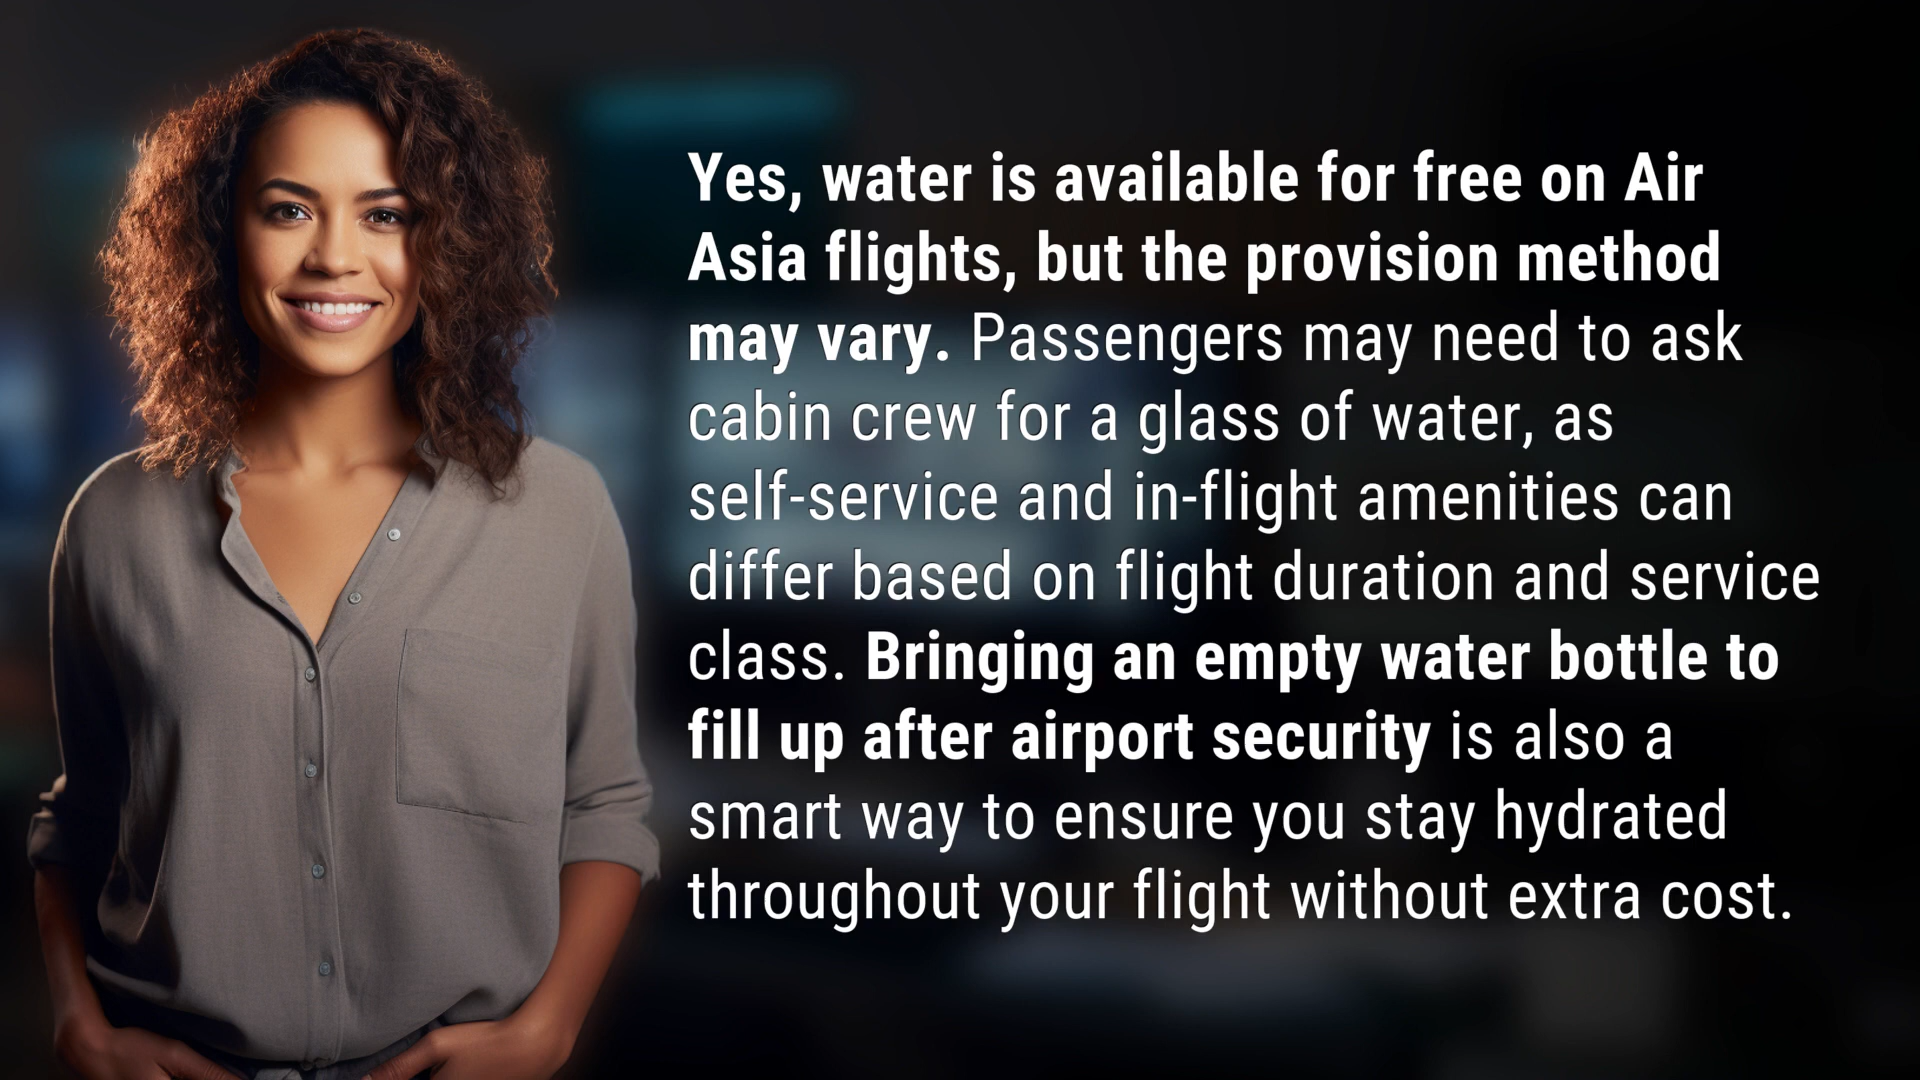 Yes, water is available for free on Air
Asia flights, but the provision method
may vary. Passengers may need to ask
cabin crew for a glass of water, as
self-service and in-flight amenities can
differ based on flight duration and service
class. Bringing an empty water bottle to
fill up after airport security is also a
smart way to ensure you stay hydrated
throughout your flight without extra cost.